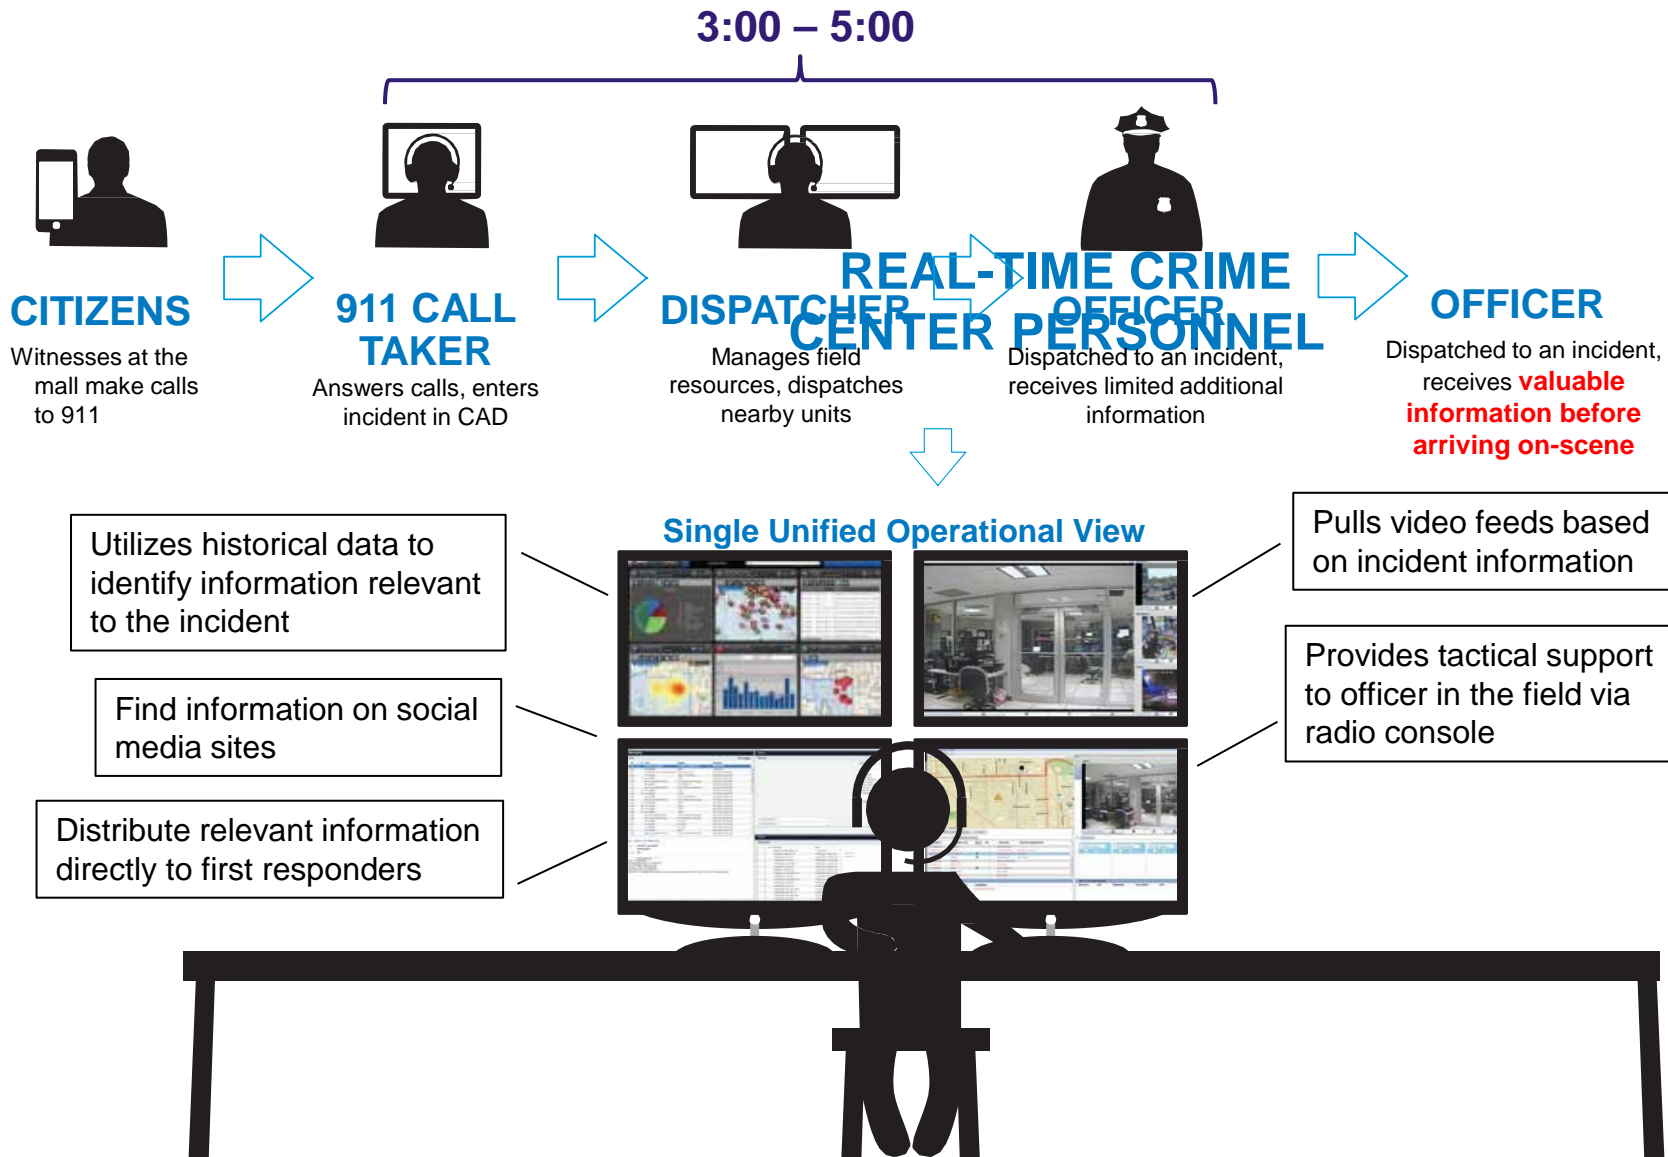 3:00 – 5:00
CITIZENS
Witnesses at the
mall make calls
to 911
911 CALL
TAKER
Answers calls, enters
incident in CAD
DISPATCHER
Manages field
resources, dispatches
nearby units
REAL-TIME CRIME
CENTER PERSONNEL
OFFICER
Dispatched to an incident,
receives limited additional
information
OFFICER
Dispatched to an incident,
receives valuable
information before
arriving on-scene
Single Unified Operational View
Utilizes historical data to
identify information relevant
to the incident
Find information on social
media sites
Distribute relevant information
directly to first responders
Pulls video feeds based
on incident information
Provides tactical support
to officer in the field via
radio console